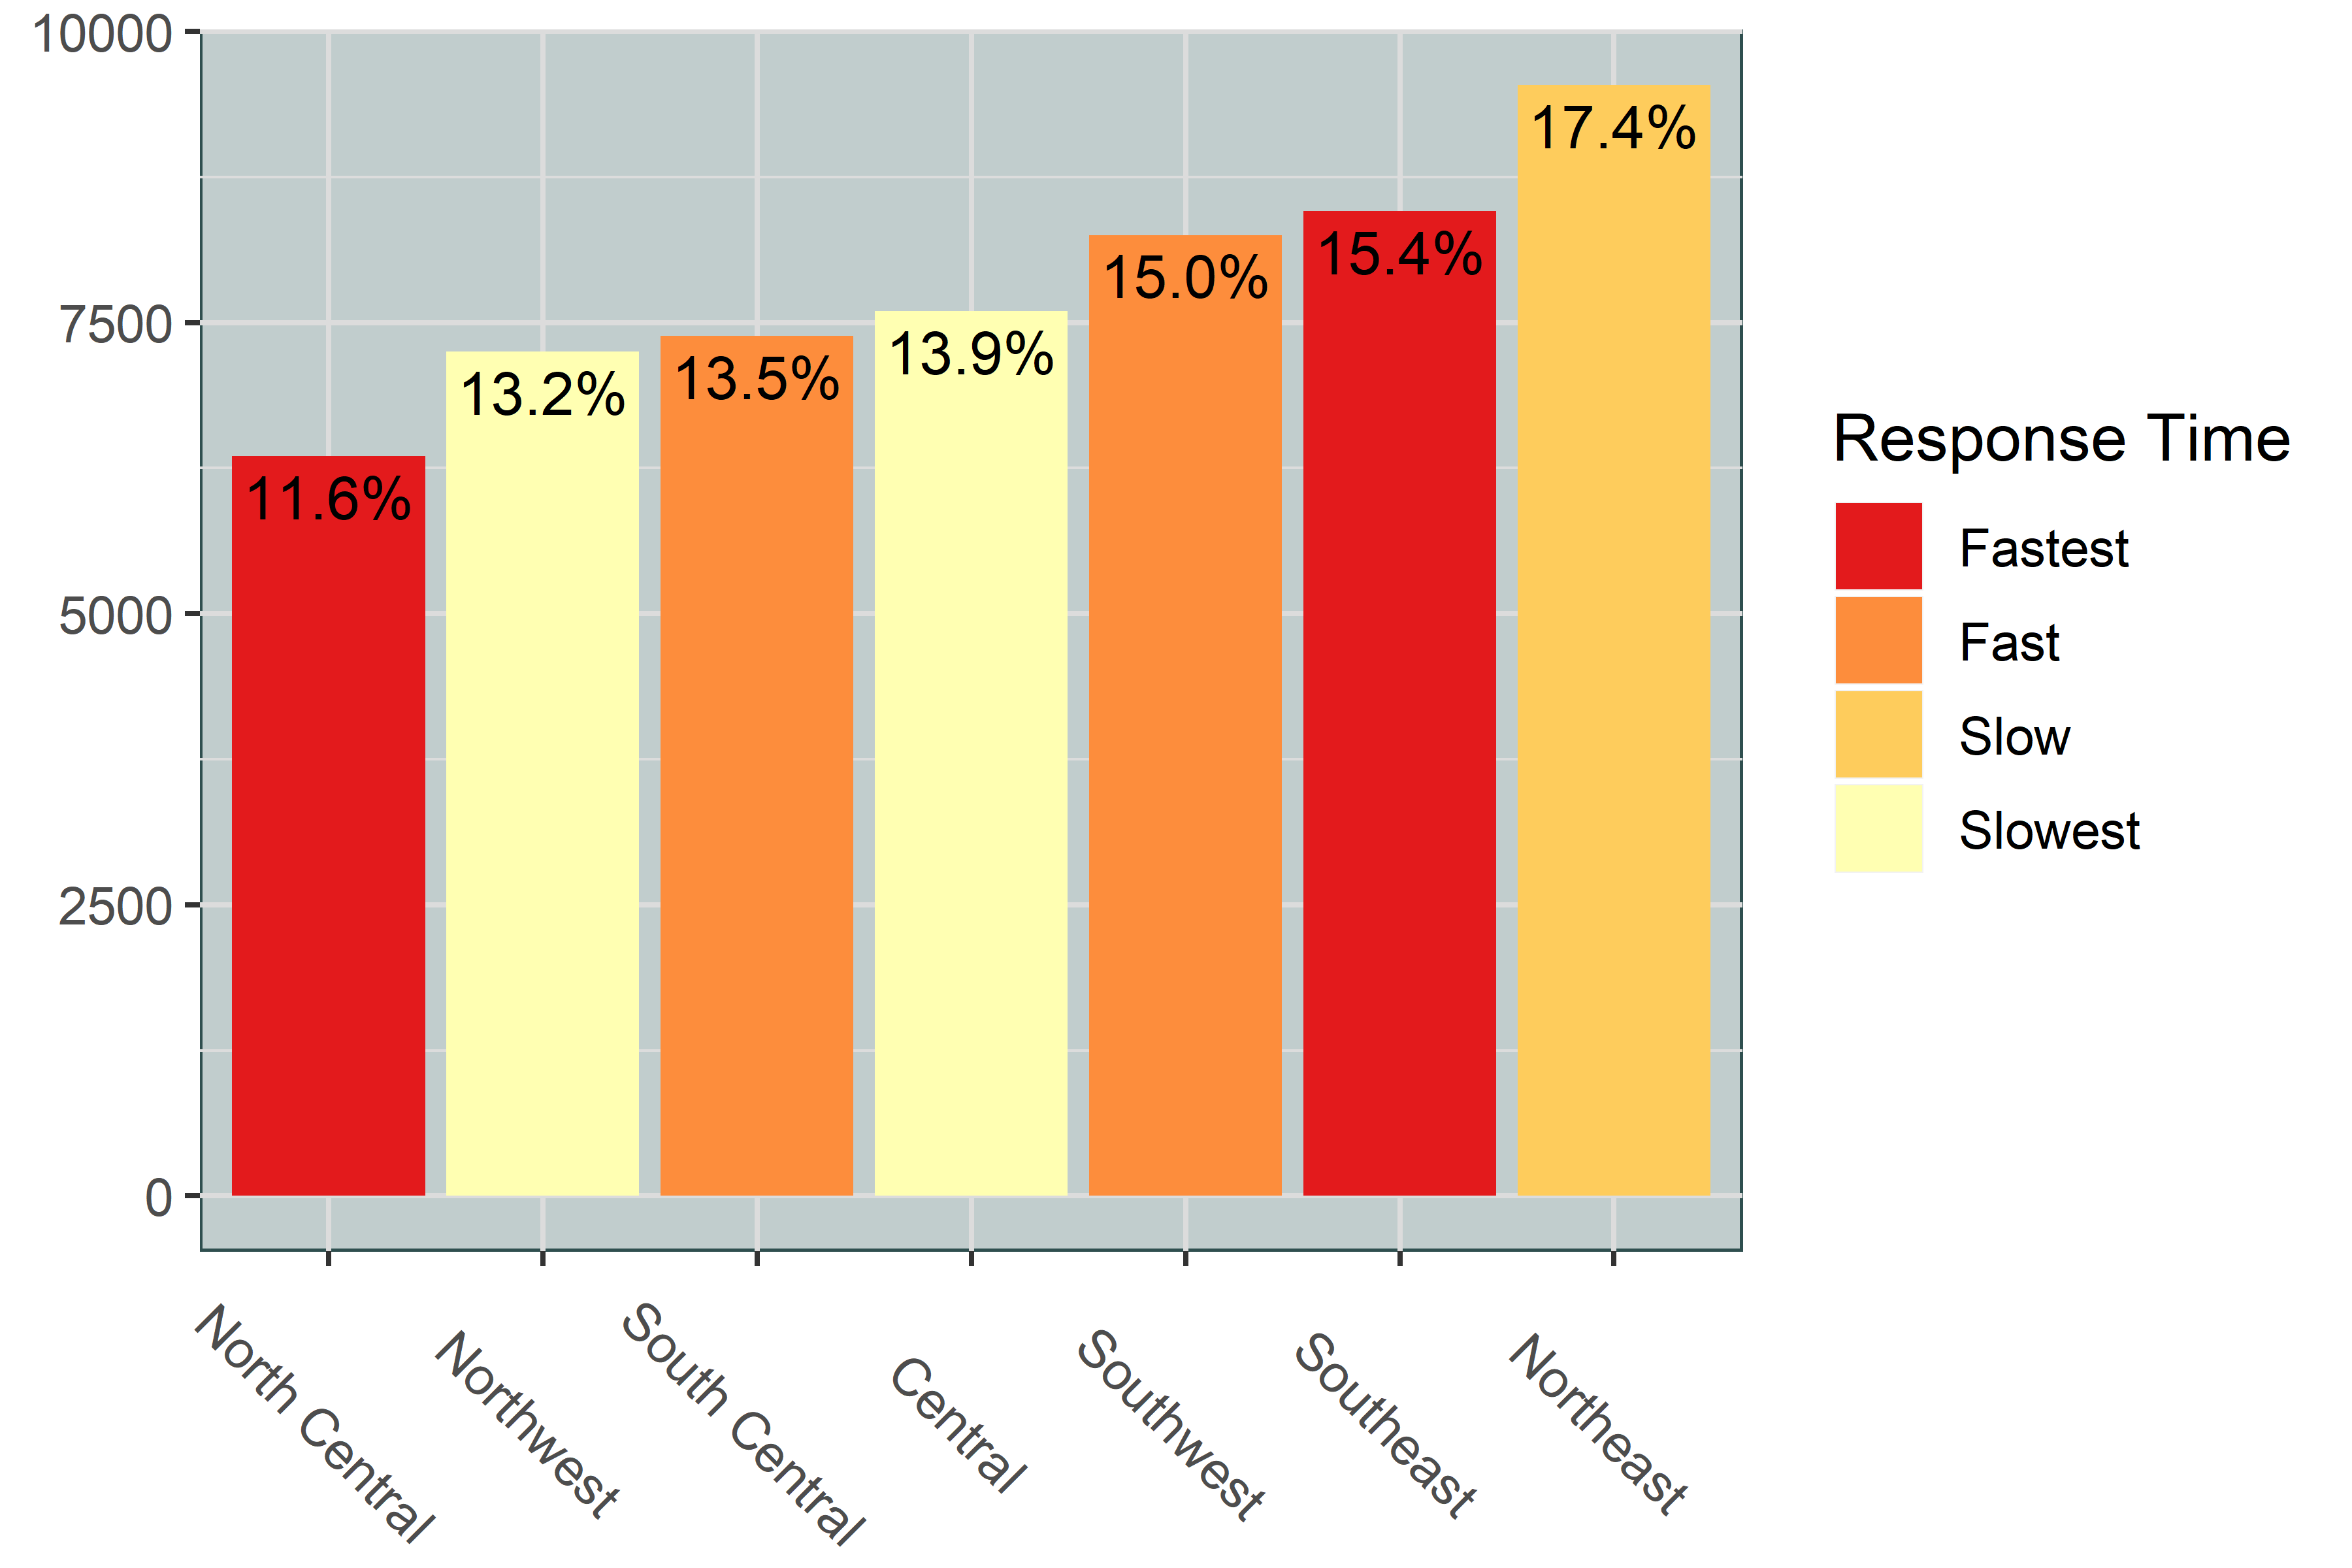 10000
7500
5000
2500
0
11.6%
13.2%
13.5%
13.9%
15.0%
15.4%
17.4%
North Central
Northwest
South Central
Central
Southwest
Southeast
Northeast
Response Time
Fastest
Fast
Slow
Slowest